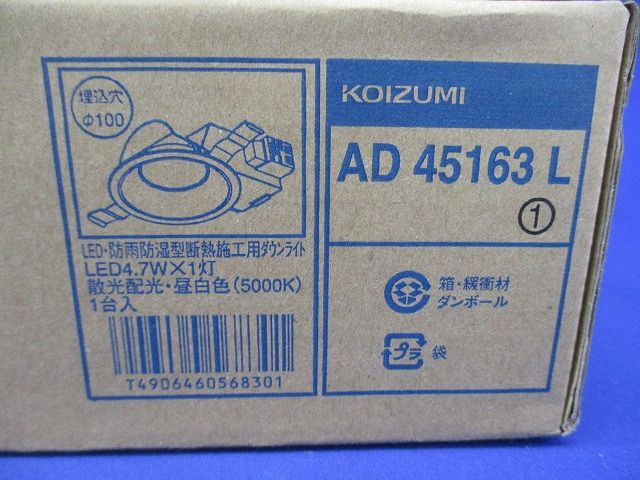 埋込穴
Φ100
LED・防雨防湿型断熱施工用ダウンライト
LED4.7W×1灯
散光配光・昼白色(5000K)
1台入
T4906460568301
KOIZUMI
AD 45163 L
①
箱・緩衝材
ダンボール
プラ 袋